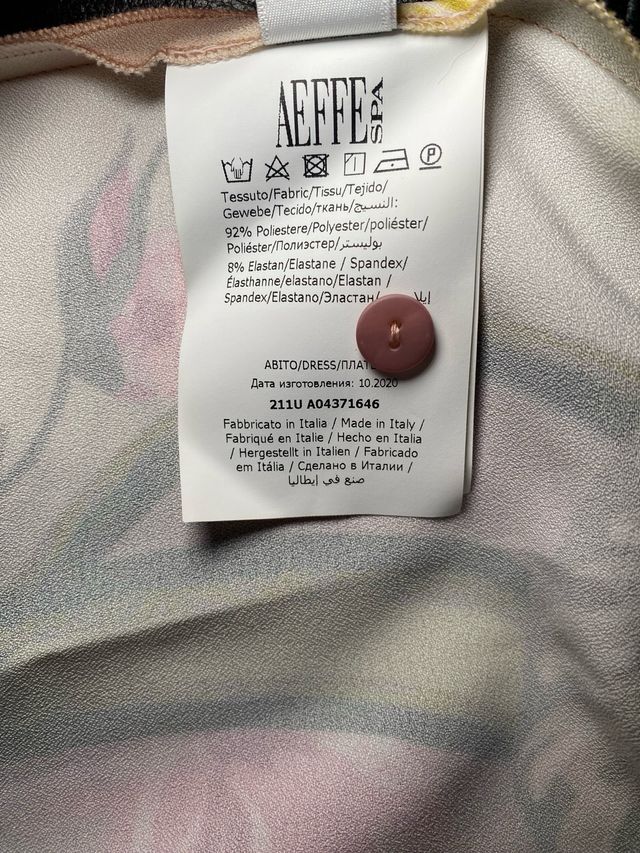 AEFFE SPA
P
Tessuto/Fabric/Tissu/Tejido/
Gewebe/Tecido/ткань/النسيج:
92% Poliestere/Polyester/poliéster/
Poliéster/Полиэстер/بوليستر
8% Elastan/Elastane / Spandex/
Élasthanne/elastano/Elastan /
Spandex/Elastano/Эластан/
ABITO/DRESS/
Дата изготовления: 10.2020
211U A04371646
Fabbricato in Italia / Made in Italy /
Fabriqué en Italie / Hecho en Italia
/ Hergestellt in Italien / Fabricado
em Itália / Сделано в Италии /
صنع في إيطاليا